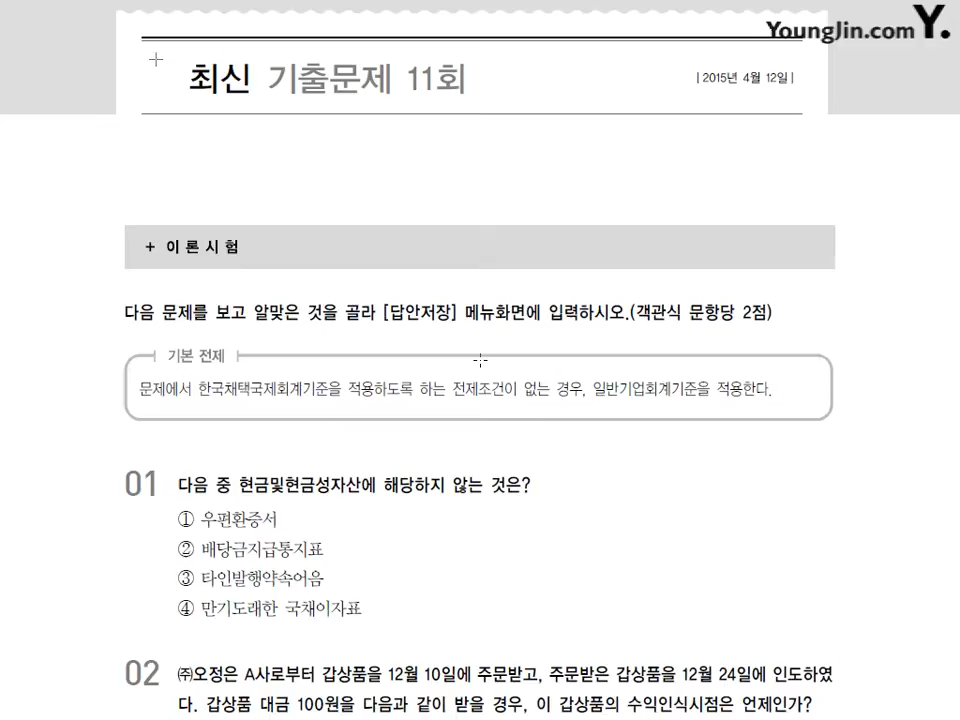 YoungJin.com Y.
최신 기출문제 11회
| 2015년 4월 12일 |
+ 이 론 시 험
다음 문제를 보고 알맞은 것을 골라 [답안저장] 메뉴화면에 입력하시오.(객관식 문항당 2점)
기본 전제
문제에서 한국채택국제회계기준을 적용하도록 하는 전제조건이 없는 경우, 일반기업회계기준을 적용한다.
01 다음 중 현금및현금성자산에 해당하지 않는 것은?
① 우편환증서
② 배당금지급통지표
③ 타인발행약속어음
④ 만기도래한 국채이자표
02 ㈜오정은 A사로부터 갑상품을 12월 10일에 주문받고, 주문받은 갑상품을 12월 24일에 인도하였
다. 갑상품 대금 100원을 다음과 같이 받을 경우, 이 갑상품의 수익인식시점은 언제인가?